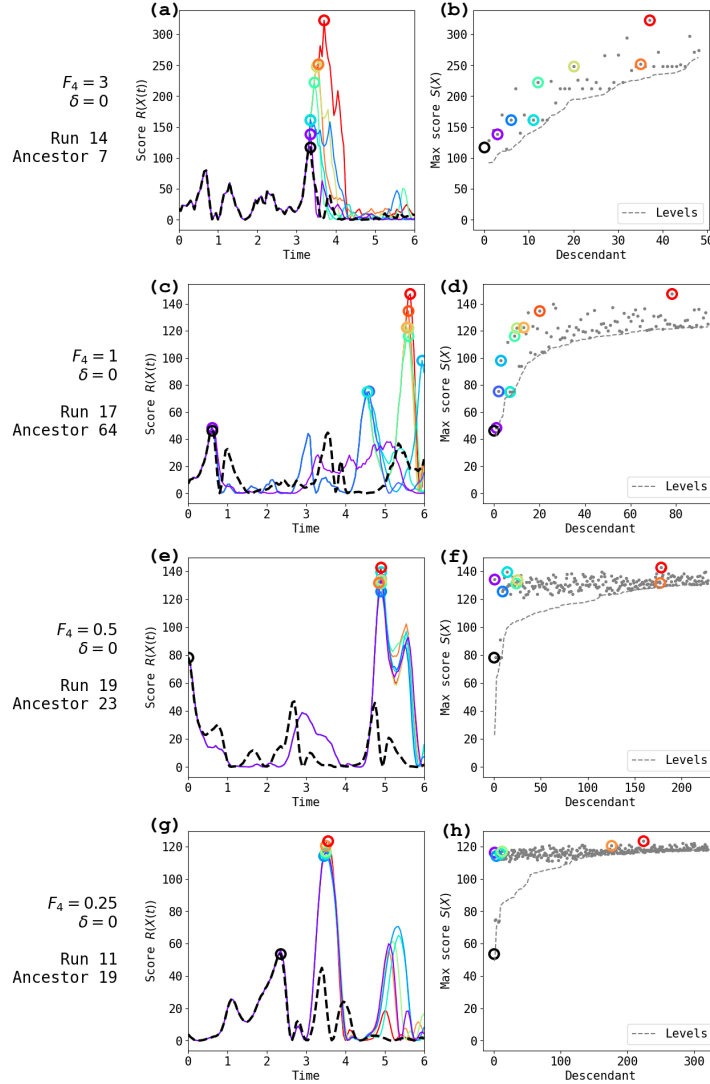 (a)
(b)
F₄ = 3
δ = 0
Run 14
Ancestor 7
Score R(X(t))
300
250
200
150
100
50
0
0 1 2 3 4 5 6
Time
Max score S(X)
300
250
200
150
100
50
0
Levels
0 10 20 30 40 50
Descendant
(c)
(d)
F₄ = 1
δ = 0
Run 17
Ancestor 64
Score R(X(t))
140
120
100
80
60
40
20
0
0 1 2 3 4 5 6
Time
Max score S(X)
140
120
100
80
60
40
20
0
Levels
0 20 40 60 80
Descendant
(e)
(f)
F₄ = 0.5
δ = 0
Run 19
Ancestor 23
Score R(X(t))
140
120
100
80
60
40
20
0
0 1 2 3 4 5 6
Time
Max score S(X)
140
120
100
80
60
40
20
0
Levels
0 50 100 150 200
Descendant
(g)
(h)
F₄ = 0.25
δ = 0
Run 11
Ancestor 19
Score R(X(t))
120
100
80
60
40
20
0
0 1 2 3 4 5 6
Time
Max score S(X)
120
100
80
60
40
20
0
Levels
0 100 200 300
Descendant